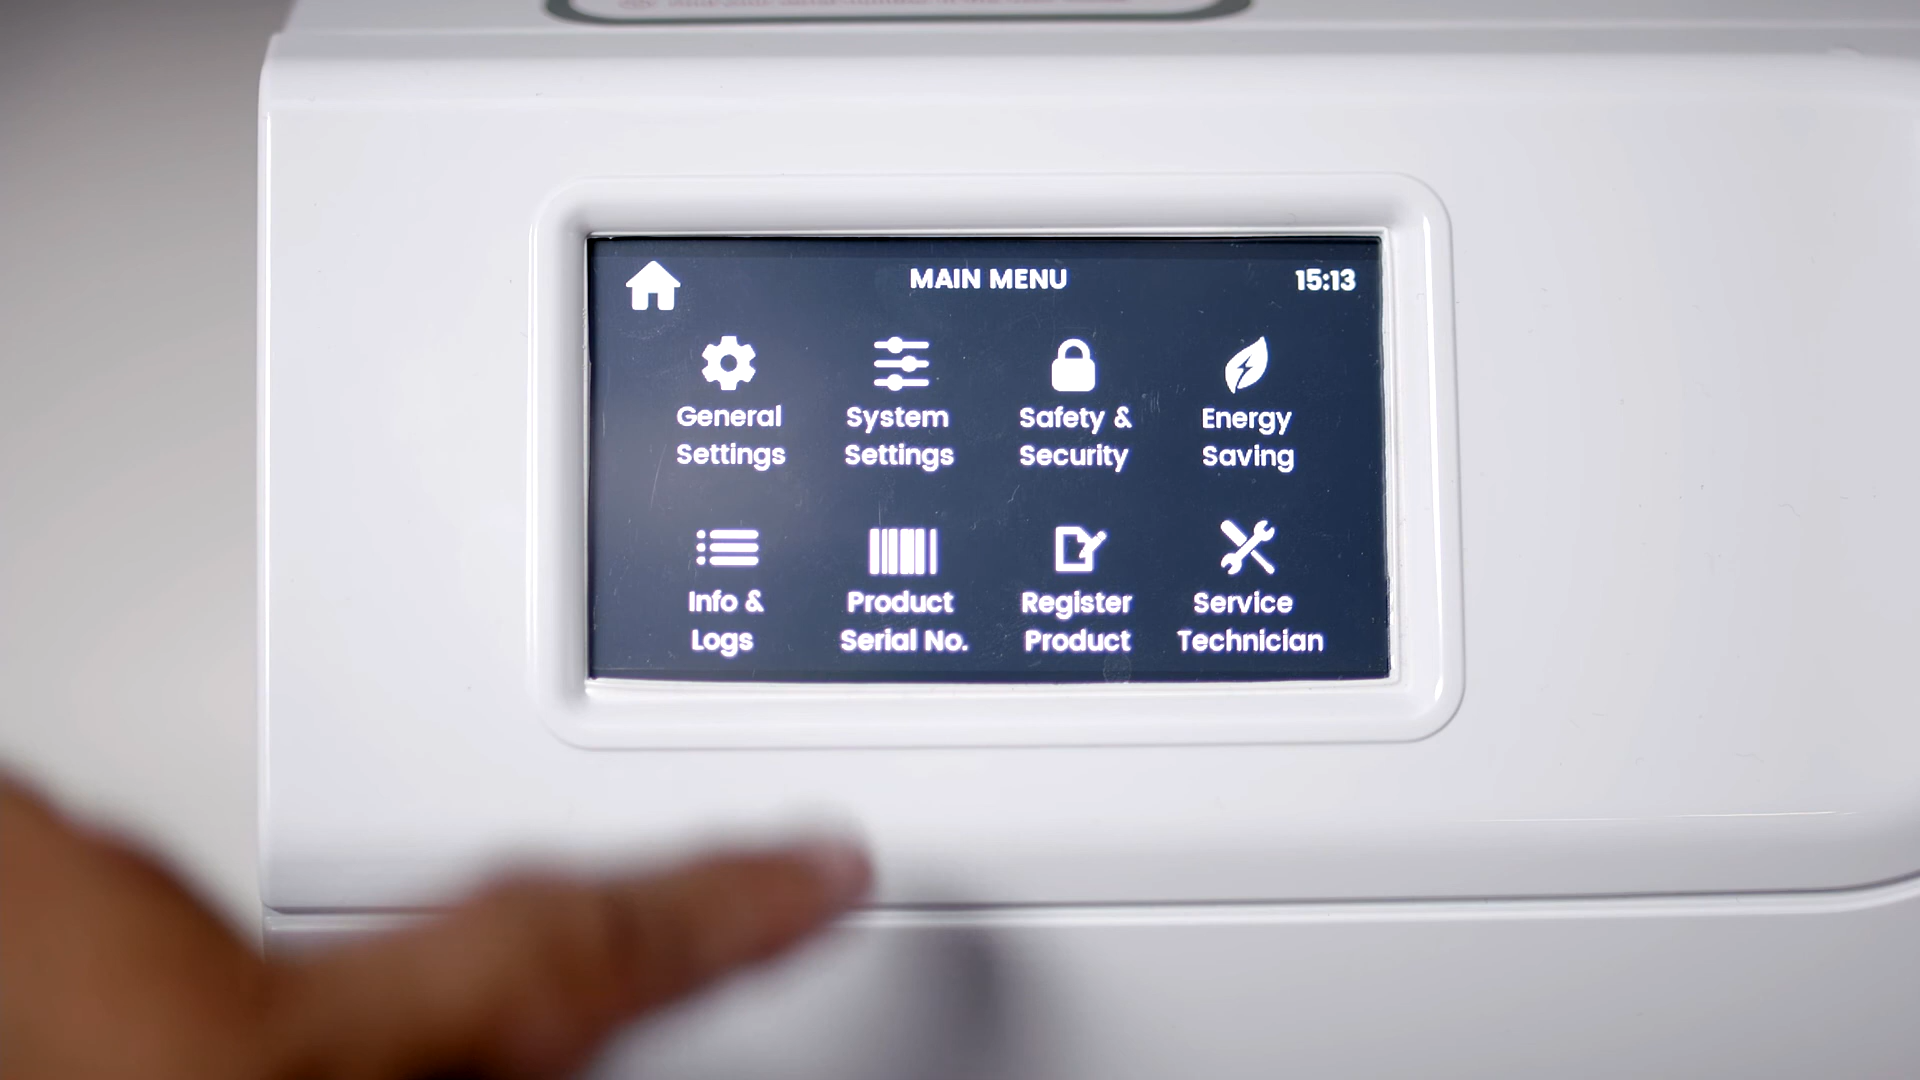 MAIN MENU
15:13
General
Settings
System
Settings
Safety &
Security
Energy
Saving
Info &
Logs
Product
Serial No.
Register
Product
Service
Technician